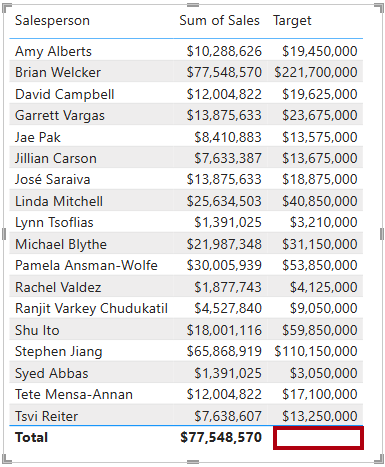 Salesperson Sum of Sales Target
Amy Alberts $10,288,626 $19,450,000
Brian Welcker $77,548,570 $221,700,000
David Campbell $12,004,822 $19,625,000
Garrett Vargas $13,875,633 $23,675,000
Jae Pak $8,410,883 $13,575,000
Jillian Carson $7,633,387 $13,675,000
José Saraiva $13,875,633 $18,875,000
Linda Mitchell $25,634,503 $40,850,000
Lynn Tsoflias $1,391,025 $3,210,000
Michael Blythe $21,987,348 $31,150,000
Pamela Ansman-Wolfe $30,005,939 $53,850,000
Rachel Valdez $1,877,743 $4,125,000
Ranjit Varkey Chudukatil $4,527,840 $9,050,000
Shu Ito $18,001,116 $59,850,000
Stephen Jiang $65,868,919 $110,150,000
Syed Abbas $1,391,025 $3,050,000
Tete Mensa-Annan $12,004,822 $17,100,000
Tsvi Reiter $7,638,607 $13,250,000
Total $77,548,570